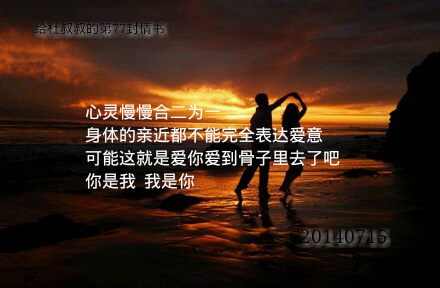 给杜叔叔的第77封情书
心灵慢慢合二为一
身体的亲近都不能完全表达爱意
可能这就是爱你爱到骨子里去了吧
你是我 我是你
20140715